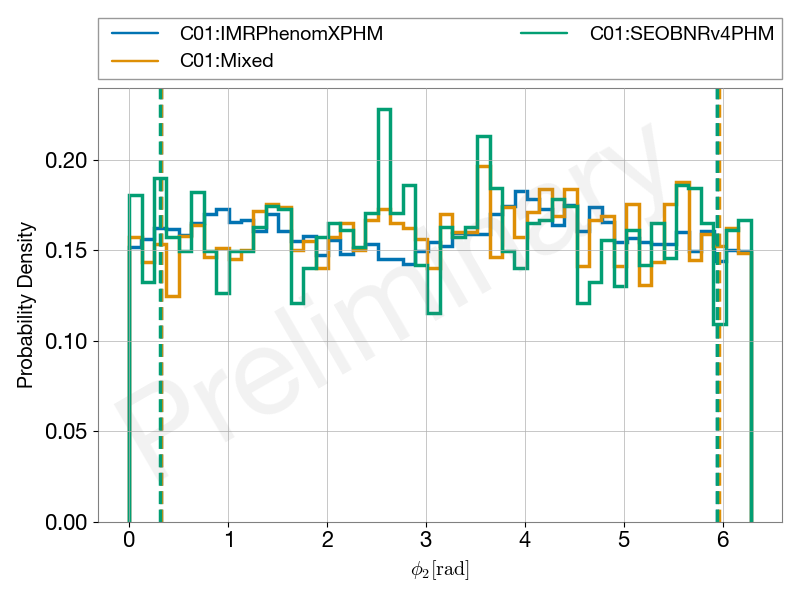 C01:IMRPhenomXPHM
C01:Mixed
C01:SEOBNRv4PHM
Probability Density
0.20
0.15
0.10
0.05
0.00
Preliminary
0 1 2 3 4 5 6
ϕ₂[rad]